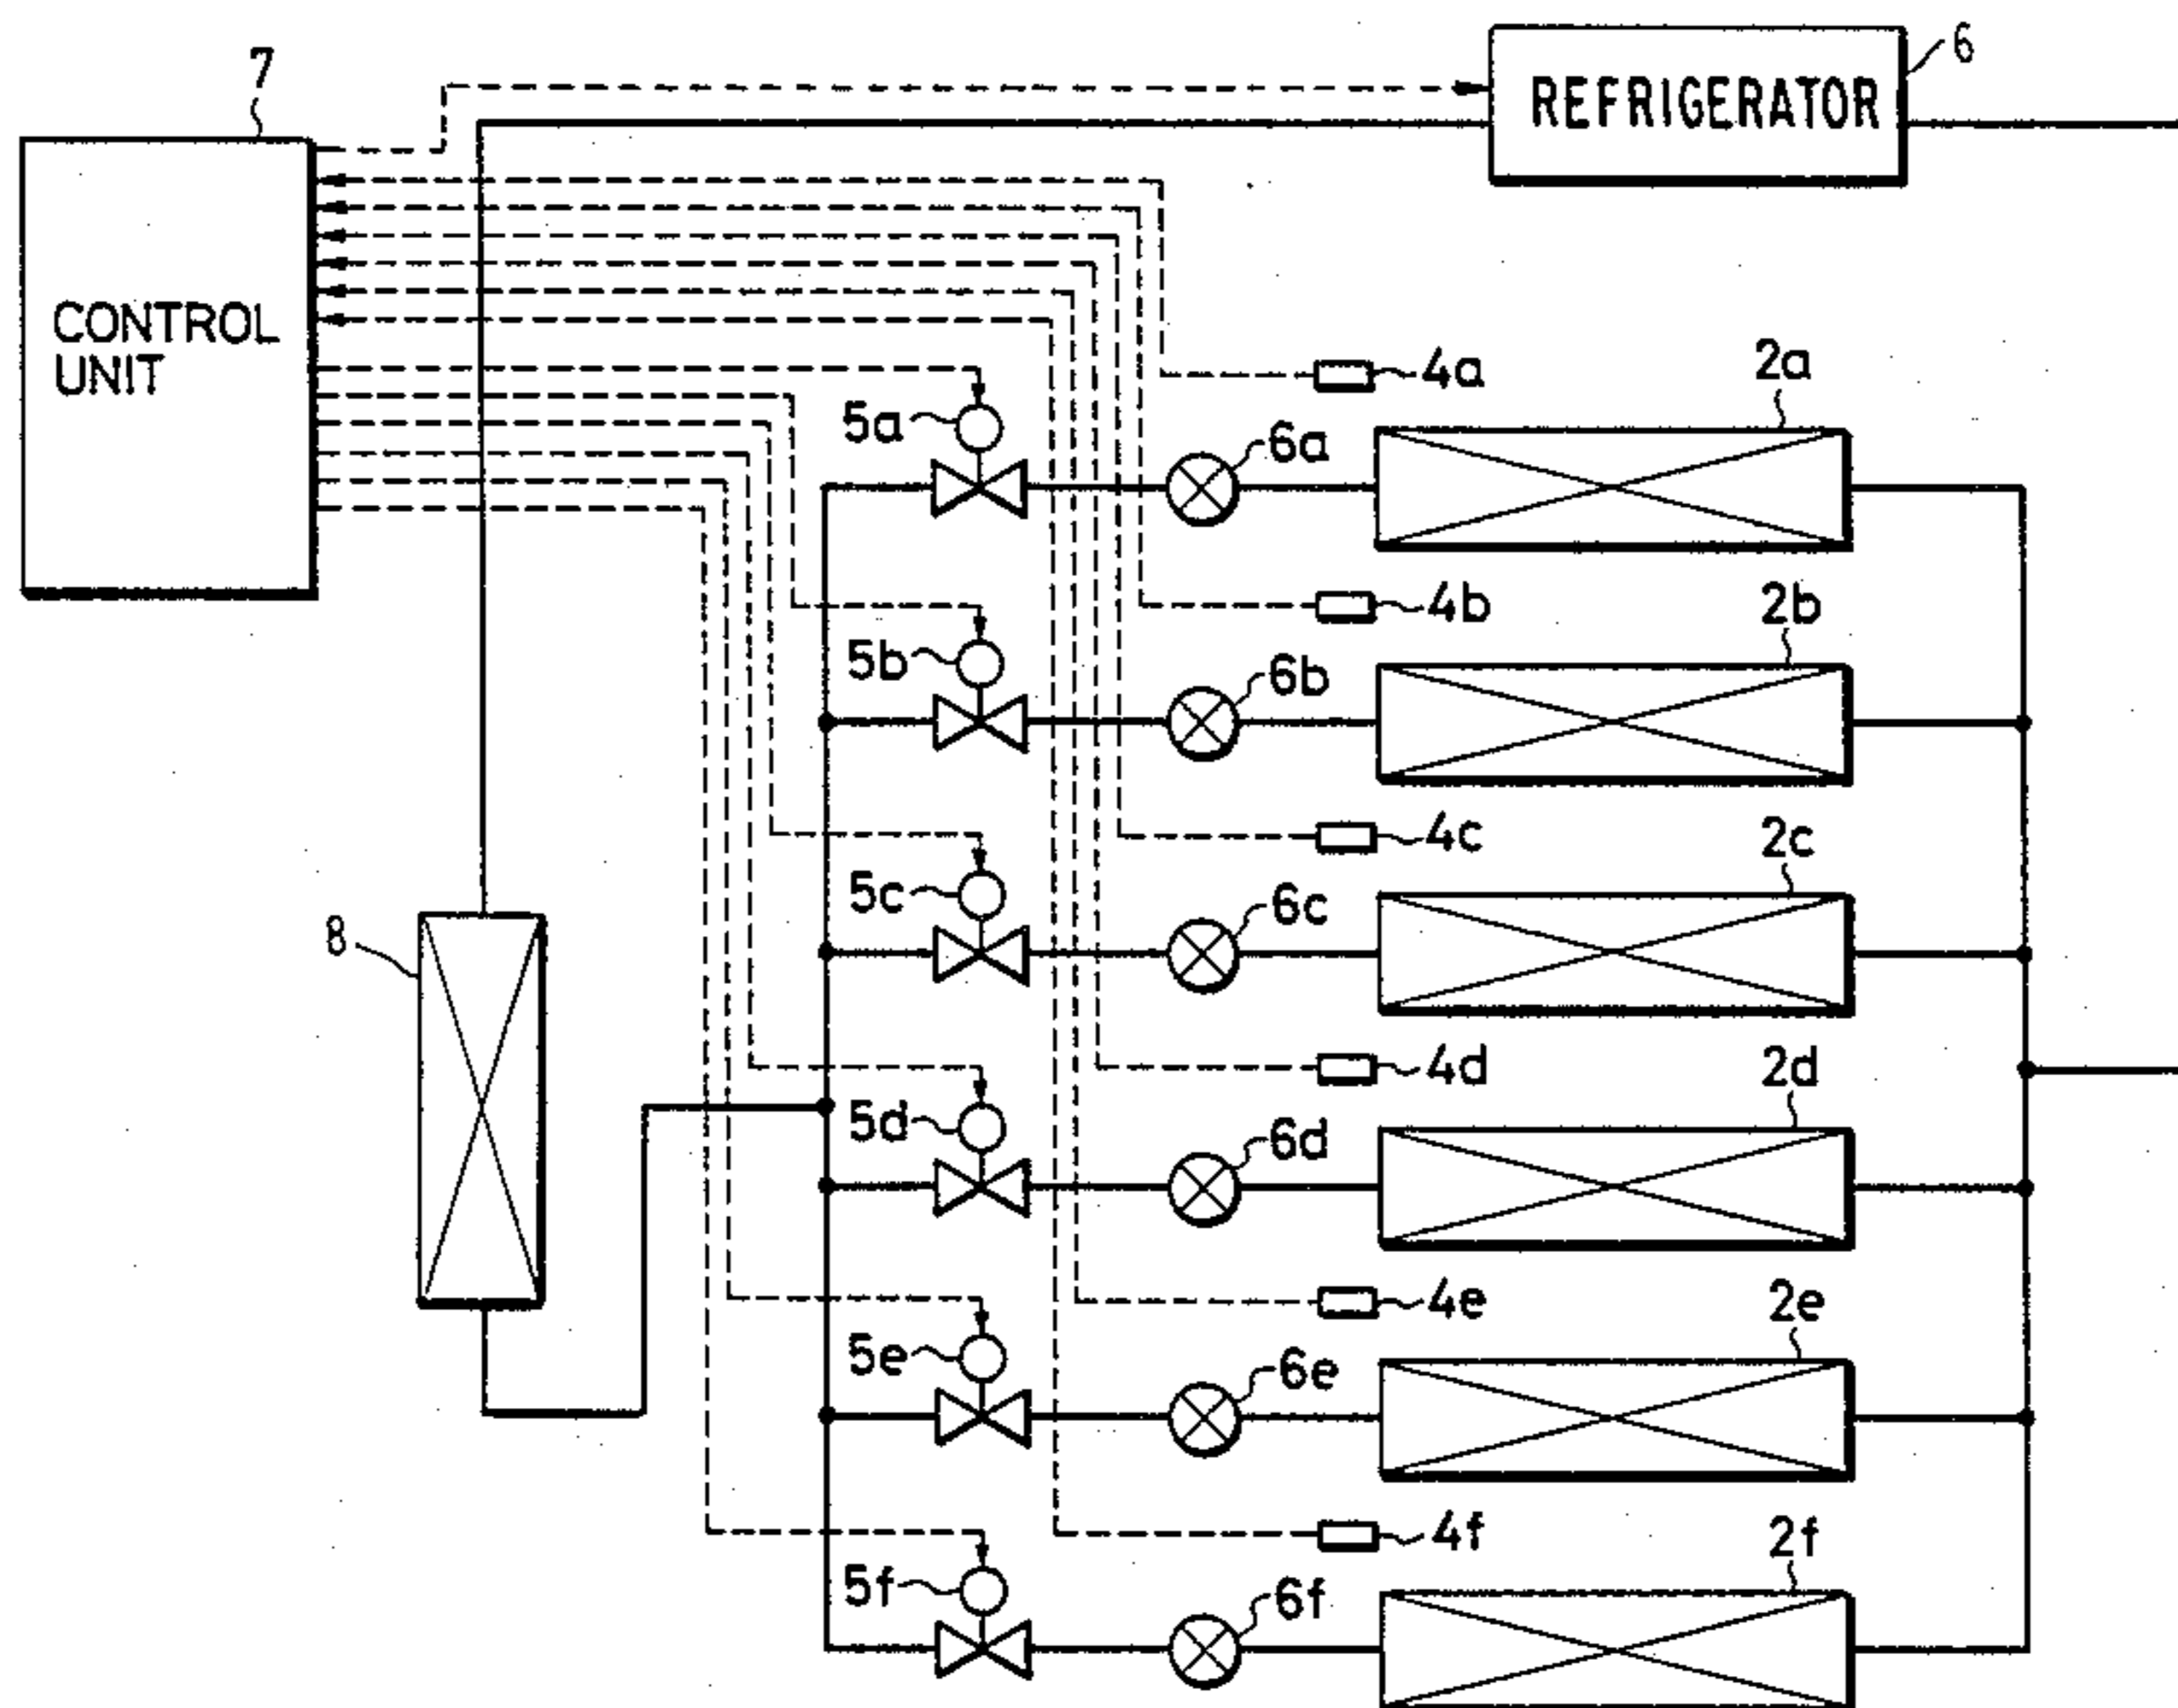 7
6
REFRIGERATOR
CONTROL
UNIT
4a
2a
5a
6a
4b
2b
5b
6b
4c
2c
5c
6c
8
4d
2d
5d
6d
4e
2e
5e
6e
4f
2f
5f
6f